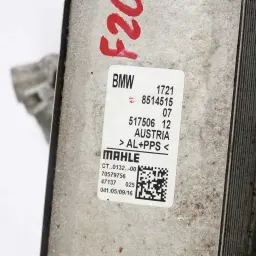 F20
BMW 1721
8514515
07
517506 12
AUSTRIA
> AL+PPS <
MAHLE
CT..0132..-00
70579756
47137 025
041/05/09/16